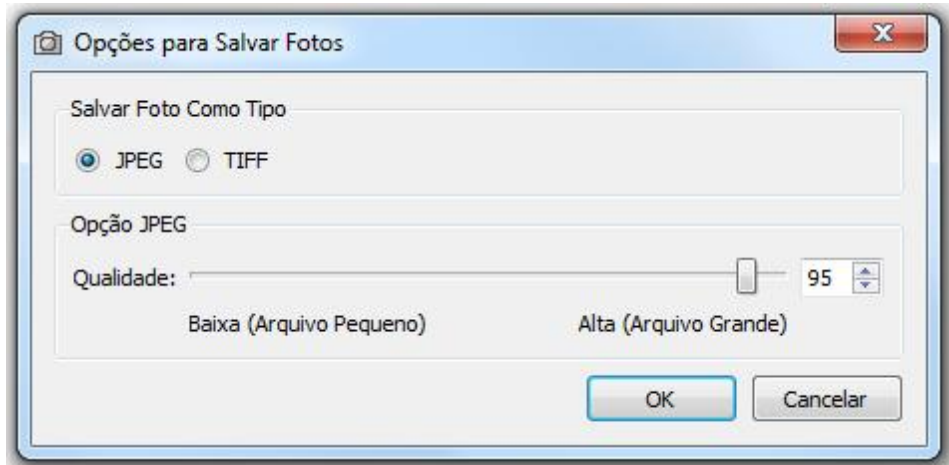 Opções para Salvar Fotos
Salvar Foto Como Tipo
JPEG TIFF
Opção JPEG
Qualidade: 95
Baixa (Arquivo Pequeno) Alta (Arquivo Grande)
OK Cancelar